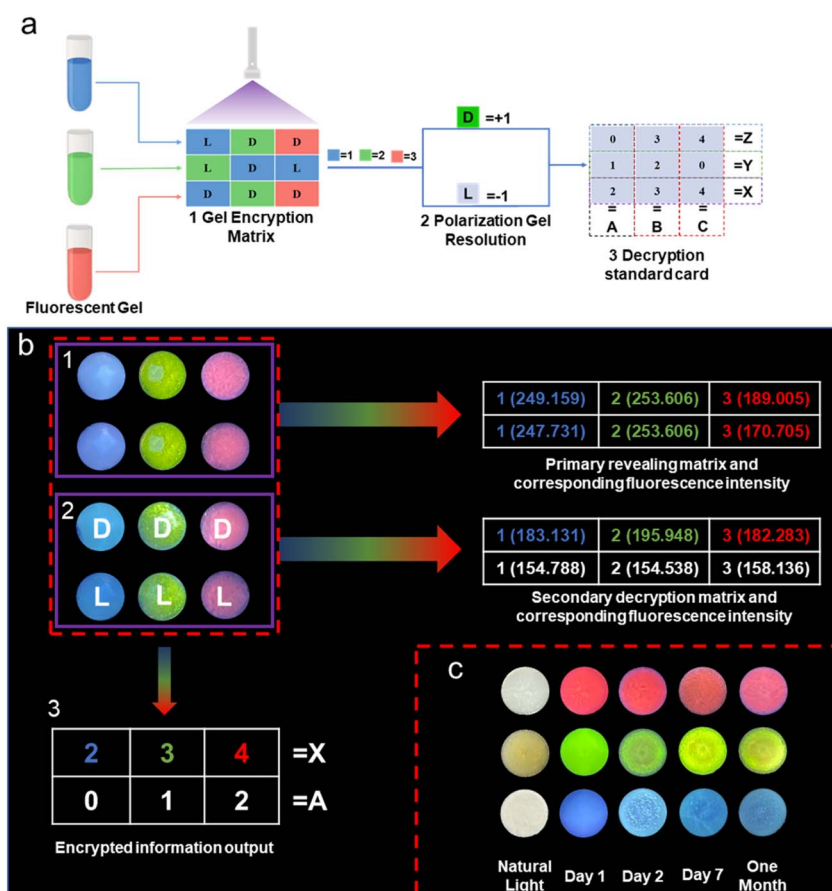 a
L D D
L D L
D D D
1 Gel Encryption
Matrix
Fluorescent Gel
=1 =2 =3
D =+1
L =-1
2 Polarization Gel
Resolution
0 3 4 =Z
1 2 0 =Y
2 3 4 =X
= = =
A B C
3 Decryption
standard card
b
1
1 (249.159) 2 (253.606) 3 (189.005)
1 (247.731) 2 (253.606) 3 (170.705)
Primary revealing matrix and
corresponding fluorescence intensity
2
D D D
L L L
1 (183.131) 2 (195.948) 3 (182.283)
1 (154.788) 2 (154.538) 3 (158.136)
Secondary decryption matrix and
corresponding fluorescence intensity
3
2 3 4 =X
0 1 2 =A
Encrypted information output
c
Natural
Light
Day 1
Day 2
Day 7
One
Month